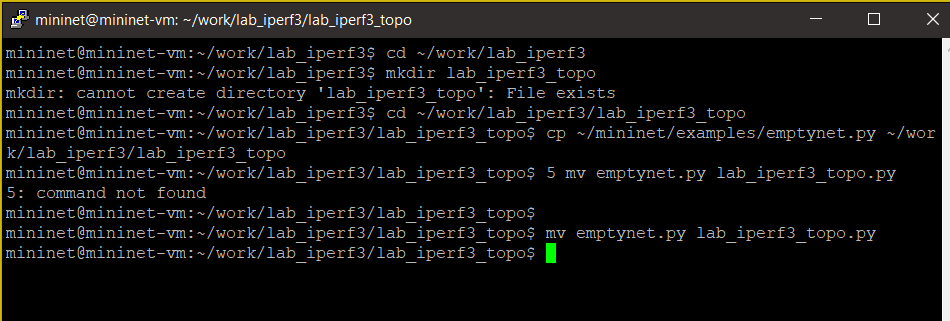 mininet@mininet-vm: ~/work/lab_iperf3/lab_iperf3_topo
mininet@mininet-vm:~/work/lab_iperf3$ cd ~/work/lab_iperf3
mininet@mininet-vm:~/work/lab_iperf3$ mkdir lab_iperf3_topo
mkdir: cannot create directory 'lab_iperf3_topo': File exists
mininet@mininet-vm:~/work/lab_iperf3$ cd ~/work/lab_iperf3/lab_iperf3_topo
mininet@mininet-vm:~/work/lab_iperf3/lab_iperf3_topo$ cp ~/mininet/examples/emptynet.py ~/wor
k/lab_iperf3/lab_iperf3_topo
mininet@mininet-vm:~/work/lab_iperf3/lab_iperf3_topo$ 5 mv emptynet.py lab_iperf3_topo.py
5: command not found
mininet@mininet-vm:~/work/lab_iperf3/lab_iperf3_topo$
mininet@mininet-vm:~/work/lab_iperf3/lab_iperf3_topo$ mv emptynet.py lab_iperf3_topo.py
mininet@mininet-vm:~/work/lab_iperf3/lab_iperf3_topo$